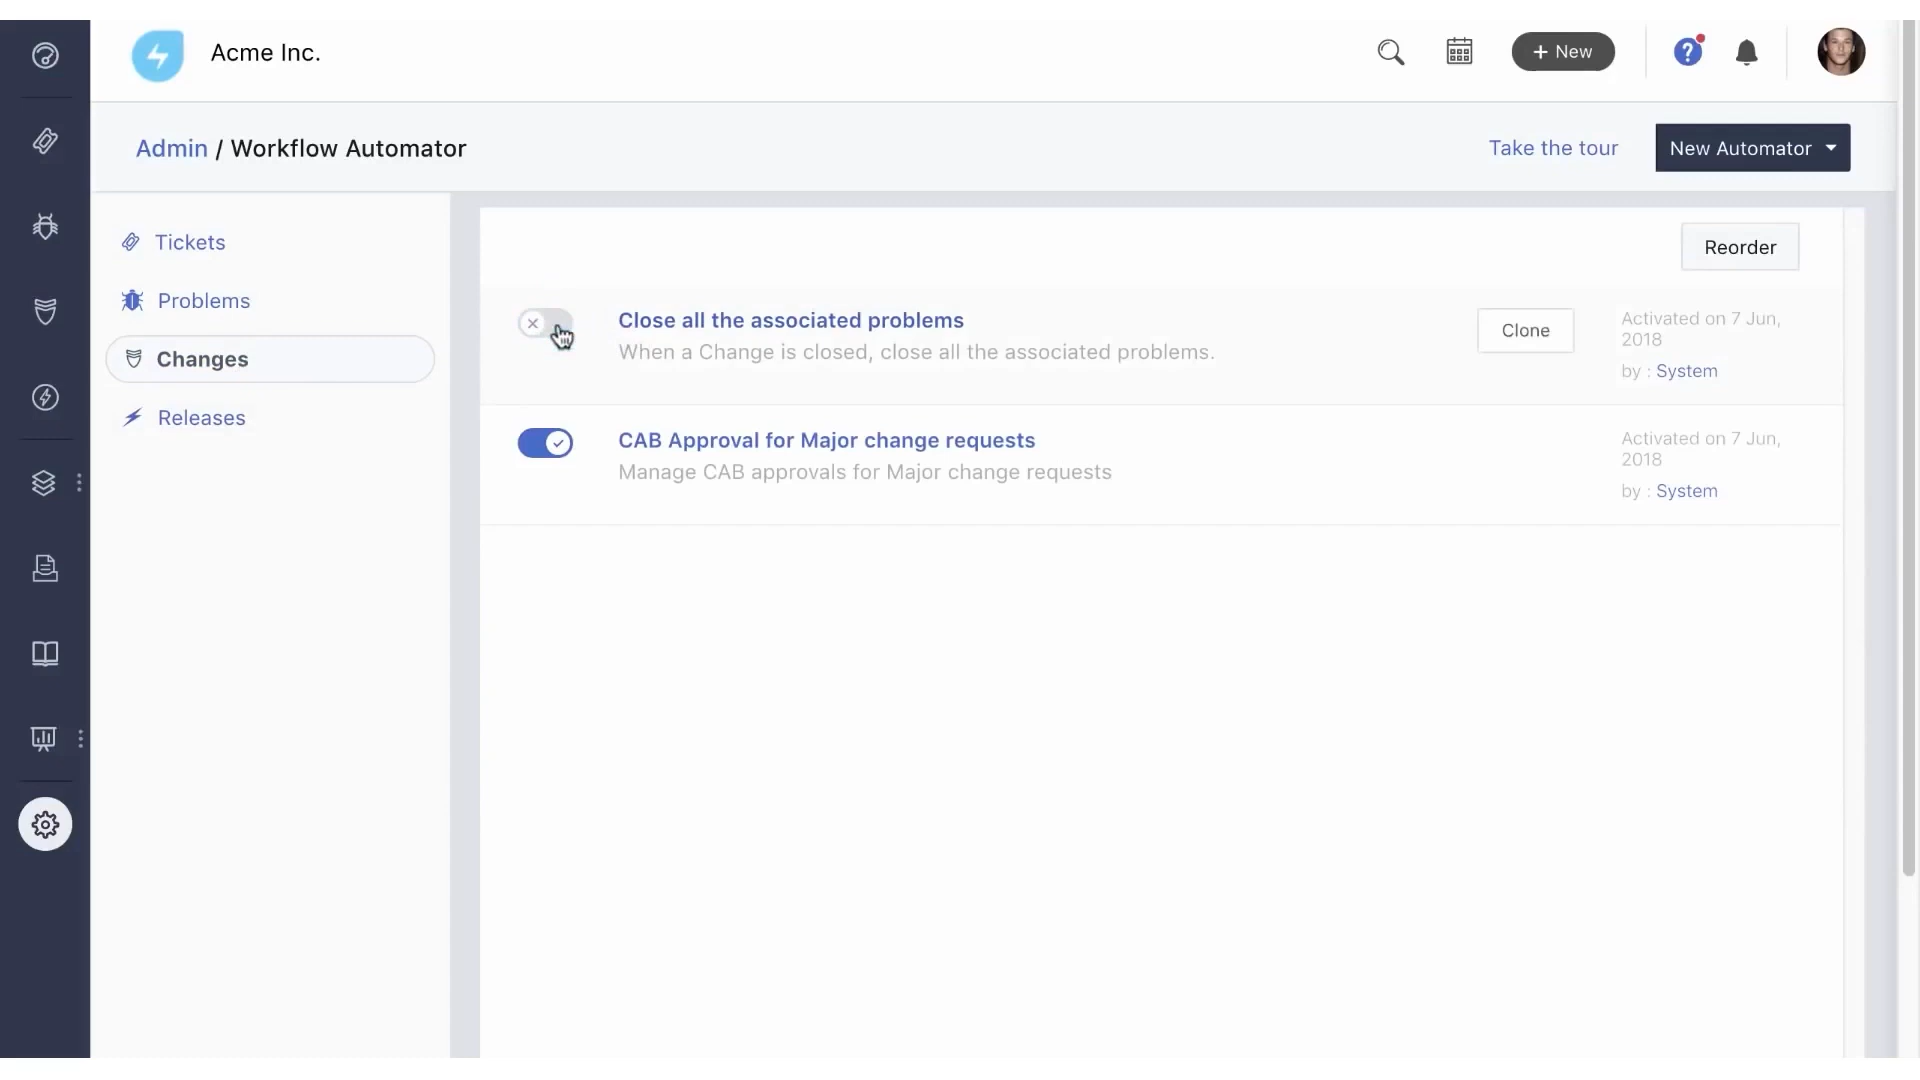 Acme Inc.
+ New
Admin / Workflow Automator
Take the tour
New Automator
Tickets
Problems
Changes
Releases
Reorder
Close all the associated problems
When a Change is closed, close all the associated problems.
Clone
Activated on 7 Jun,
2018
by : System
CAB Approval for Major change requests
Manage CAB approvals for Major change requests
Activated on 7 Jun,
2018
by : System